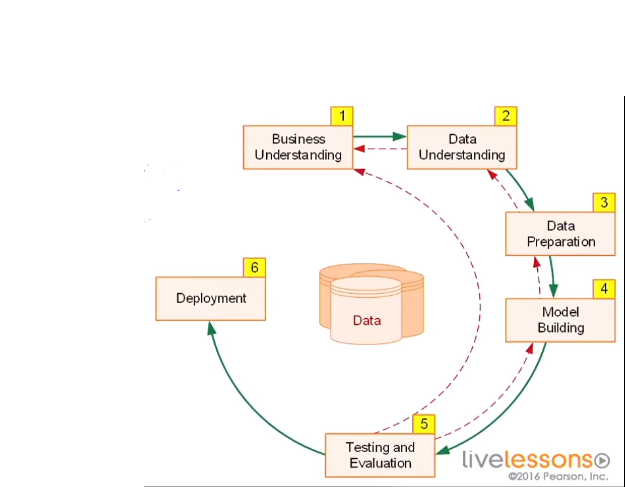 1
Business
Understanding
2
Data
Understanding
3
Data
Preparation
4
Model
Building
5
Testing and
Evaluation
6
Deployment
Data
livelessons
©2016 Pearson, Inc.